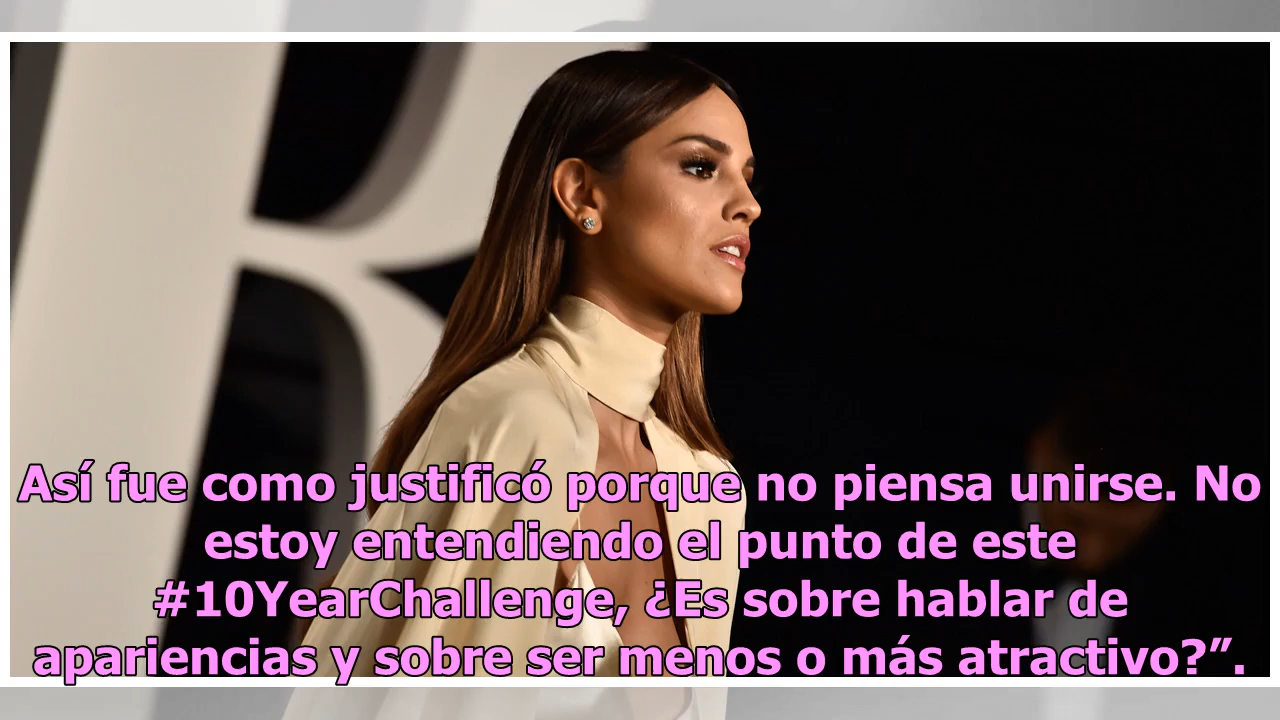 Así fue como justificó porque no piensa unirse. No
estoy entendiendo el punto de este
#10YearChallenge, ¿Es sobre hablar de
apariencias y sobre ser menos o más atractivo?”.